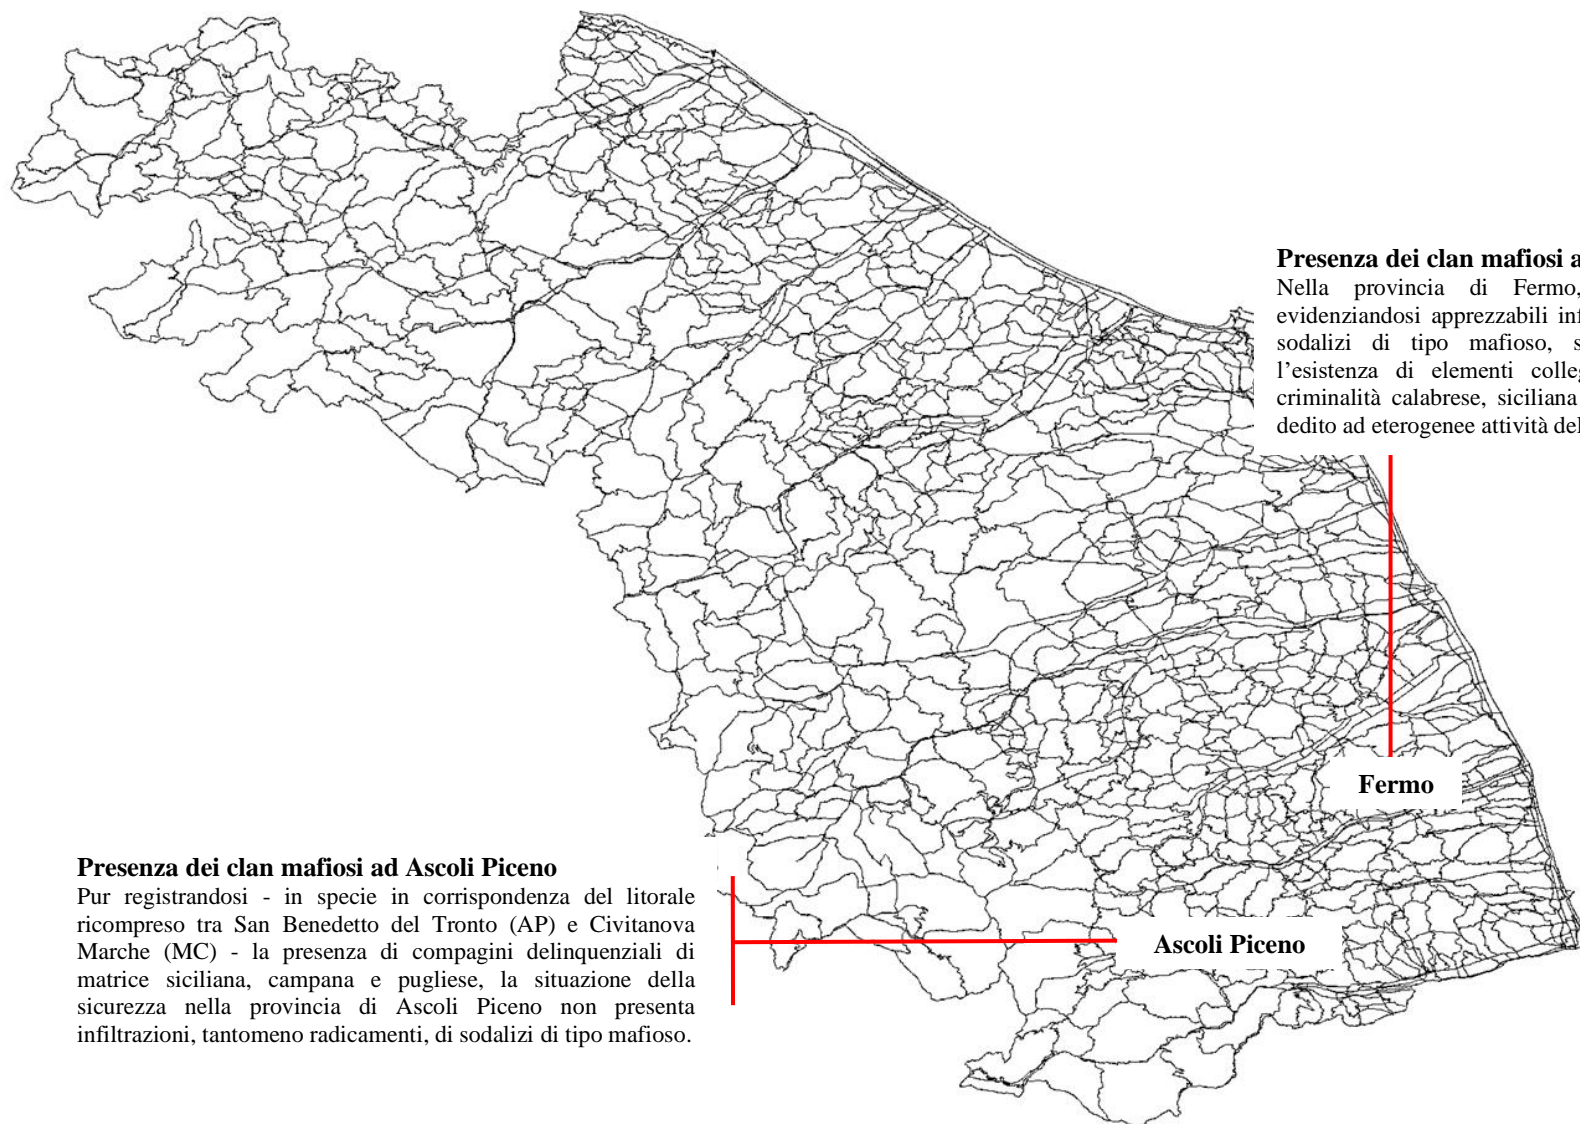 Presenza dei clan mafiosi a
Nella provincia di Fermo,
evidenziandosi apprezzabili inf
sodalizi di tipo mafioso, s
l’esistenza di elementi colleg
criminalità calabrese, siciliana
dedito ad eterogenee attività del
Fermo
Presenza dei clan mafiosi ad Ascoli Piceno
Pur registrandosi - in specie in corrispondenza del litorale
ricompreso tra San Benedetto del Tronto (AP) e Civitanova
Marche (MC) - la presenza di compagini delinquenziali di
matrice siciliana, campana e pugliese, la situazione della
sicurezza nella provincia di Ascoli Piceno non presenta
infiltrazioni, tantomeno radicamenti, di sodalizi di tipo mafioso.
Ascoli Piceno